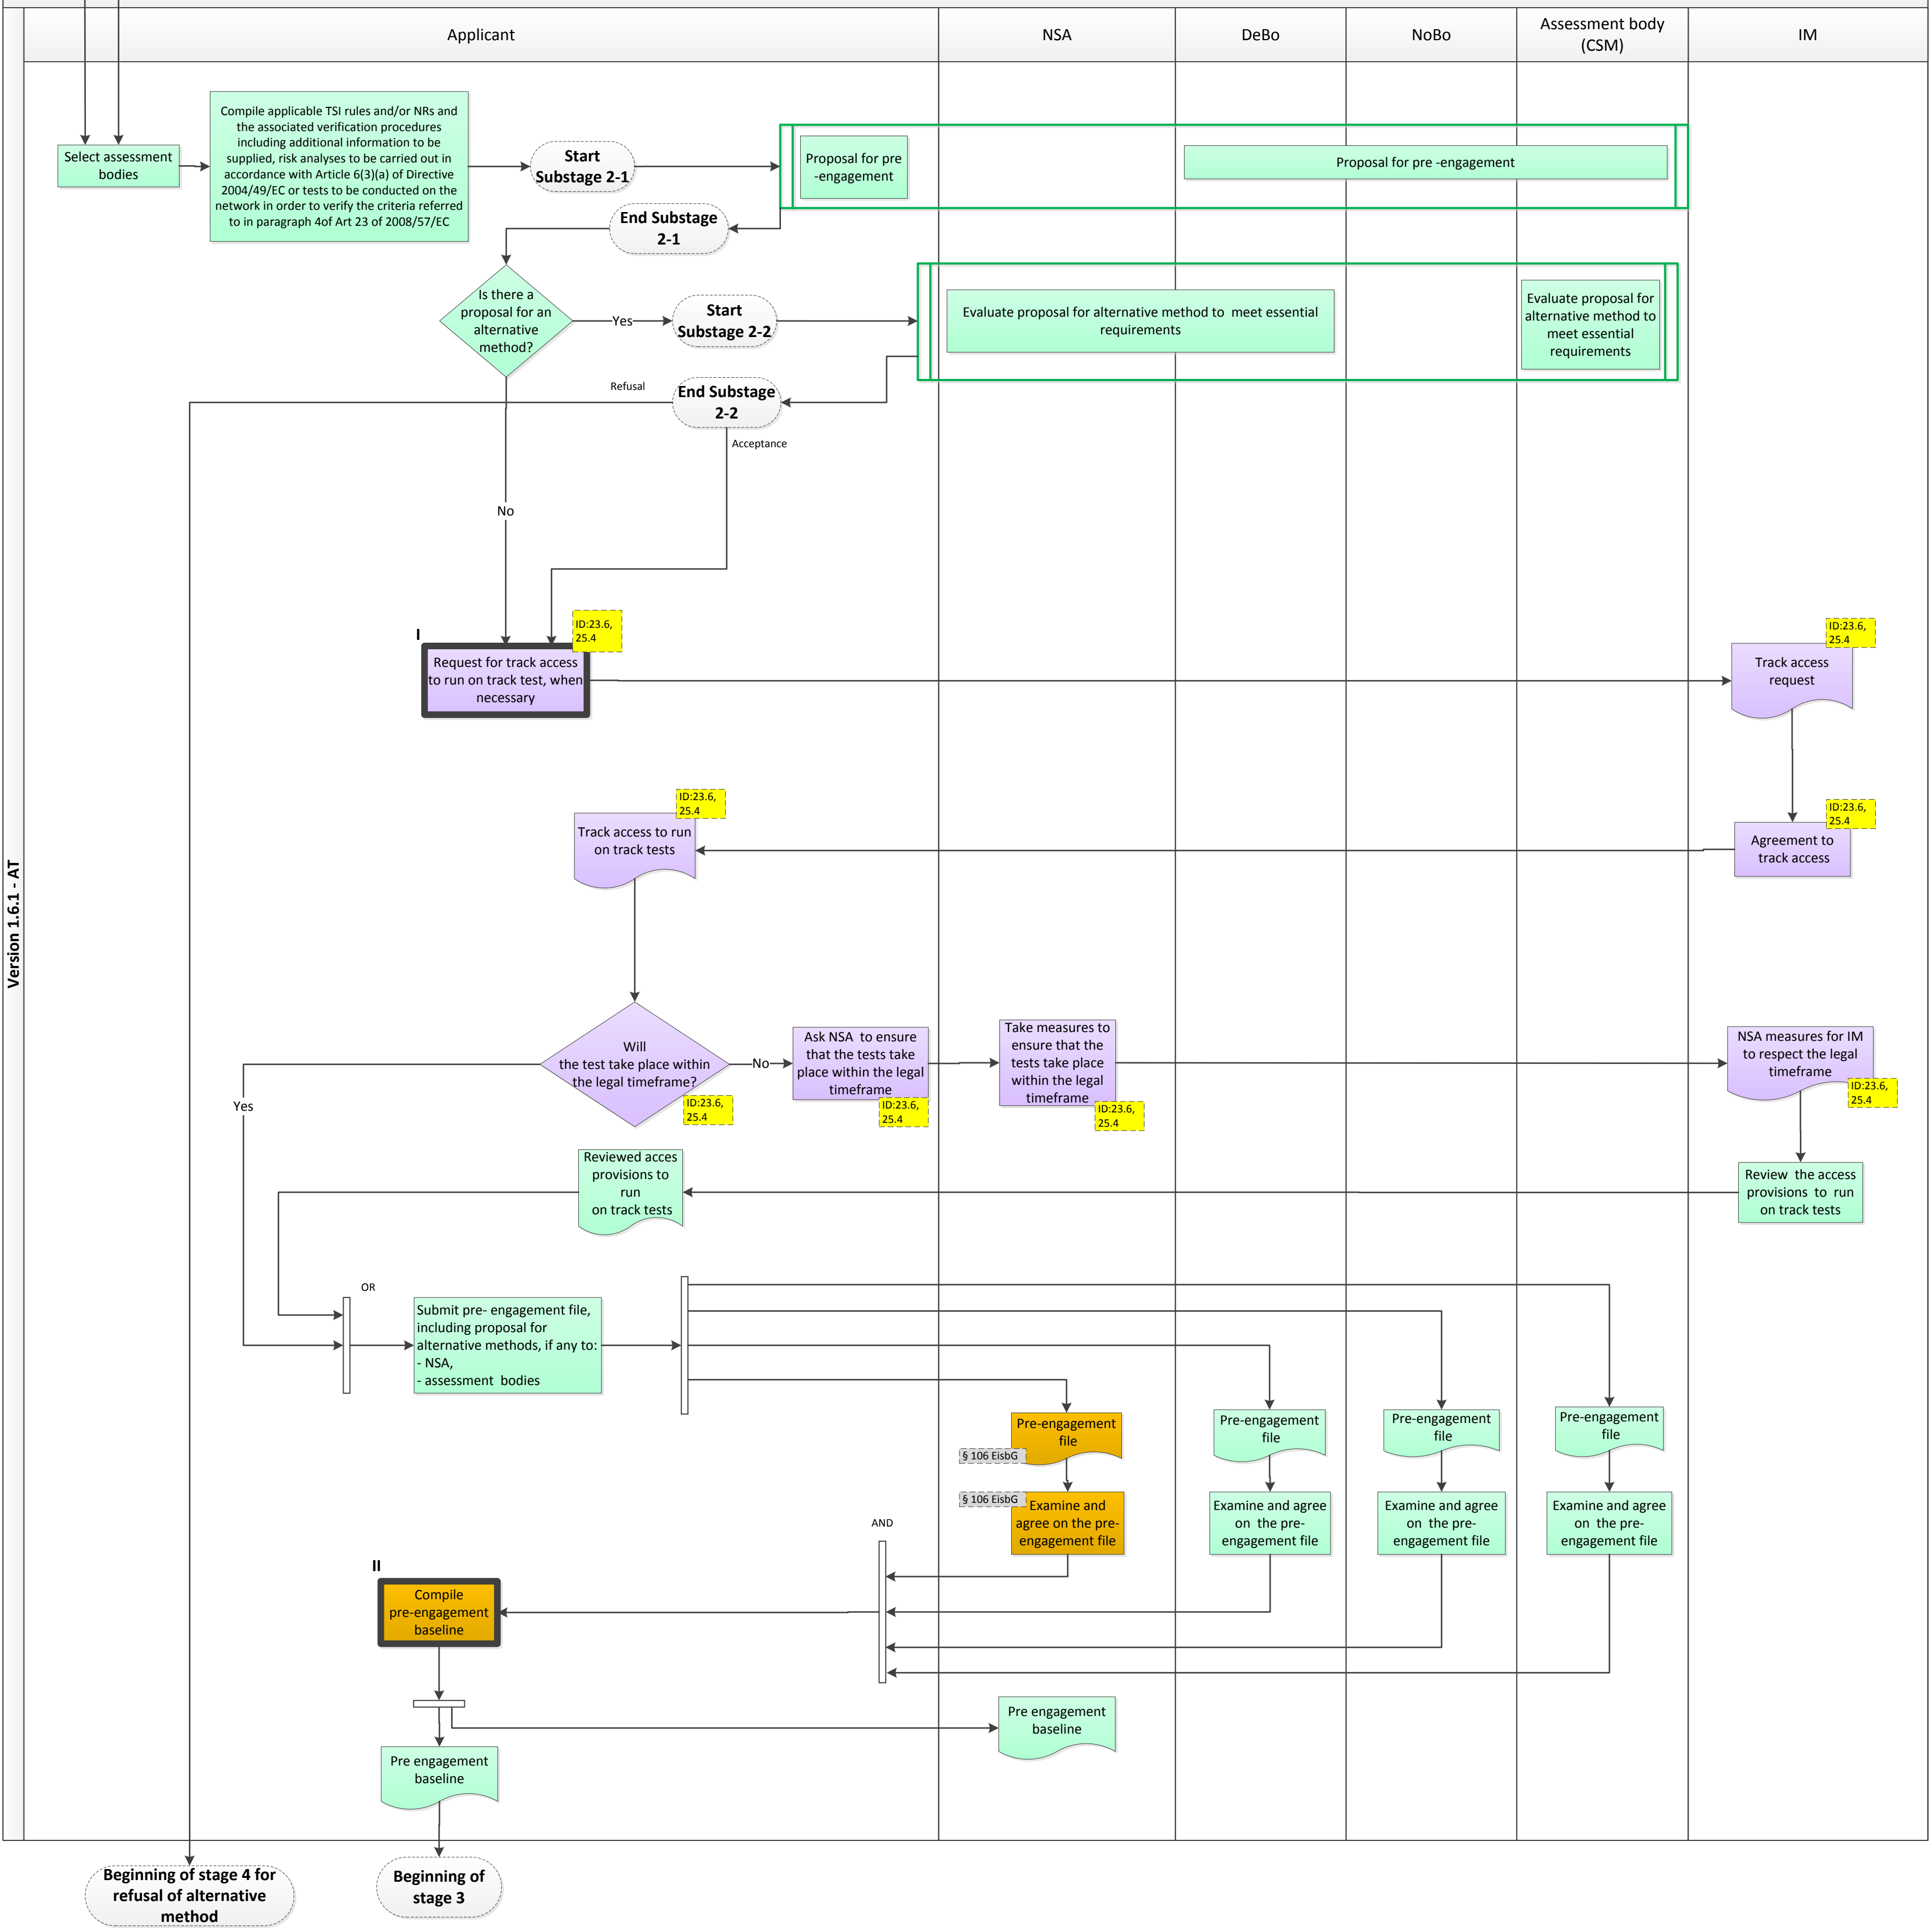 Applicant
NSA
DeBo
NoBo
Assessment body
(CSM)
IM
Version 1.6.1 - AT
Select assessment
bodies
Compile applicable TSI rules and/or NRs and
the associated verification procedures
including additional information to be
supplied, risk analyses to be carried out in
accordance with Article 6(3)(a) of Directive
2004/49/EC or tests to be conducted on the
network in order to verify the criteria referred
to in paragraph 4of Art 23 of 2008/57/EC
Start
Substage 2-1
Proposal for pre
-engagement
Proposal for pre -engagement
End Substage
2-1
Is there a
proposal for an
alternative
method?
Yes
Start
Substage 2-2
Evaluate proposal for alternative method to  meet essential
requirements
Evaluate proposal for
alternative method to
meet essential
requirements
Refusal
End Substage
2-2
Acceptance
No
I
ID:23.6,
25.4
Request for track access
to run on track test, when
necessary
ID:23.6,
25.4
Track access
request
ID:23.6,
25.4
Track access to run
on track tests
ID:23.6,
25.4
Agreement to
track access
Will
the test take place within
the legal timeframe?
ID:23.6,
25.4
No
Ask NSA  to ensure
that the tests take
place within the legal
timeframe
ID:23.6,
25.4
Take measures to
ensure that the
tests take place
within the legal
timeframe
ID:23.6,
25.4
NSA measures for IM
to respect the legal
timeframe
ID:23.6,
25.4
Yes
Reviewed acces
provisions to
run
on track tests
Review  the access
provisions  to  run
on track tests
OR
Submit pre- engagement file,
including proposal for
alternative methods, if any to:
- NSA,
- assessment  bodies
Pre-engagement
file
§ 106 EisbG
Pre-engagement
file
Pre-engagement
file
Pre-engagement
file
§ 106 EisbG
Examine and
agree on the pre-
engagement file
Examine and agree
on  the pre-
engagement file
Examine and agree
on  the pre-
engagement file
Examine and agree
on  the pre-
engagement file
AND
II
Compile
pre-engagement
baseline
Pre engagement
baseline
Pre engagement
baseline
Beginning of stage 4 for
refusal of alternative
method
Beginning of
stage 3